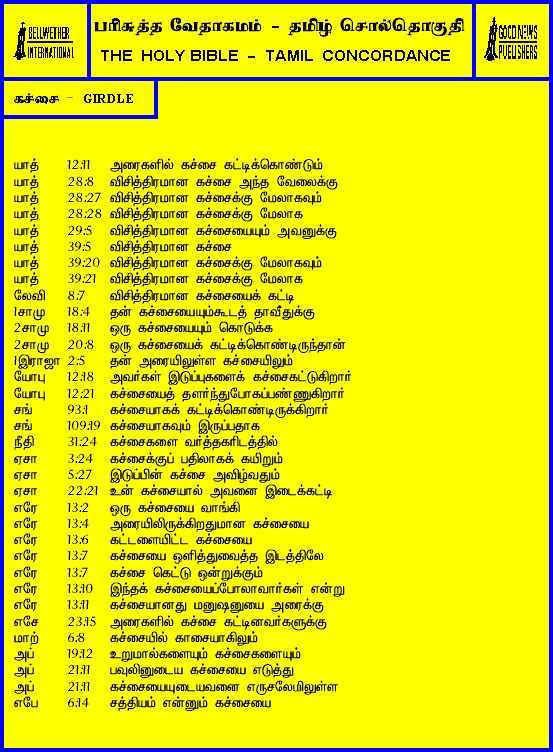 BELLWETHER
INTERNATIONAL
பரிசுத்த வேதாகமம் - தமிழ் சொல்தொகுதி
THE HOLY BIBLE - TAMIL CONCORDANCE
GOOD NEWS
PUBLISHERS
கச்சை - GIRDLE
யாத் 12:11 அரைகளில் கச்சை கட்டிக்கொண்டும்
யாத் 28:8 விசித்திரமான கச்சை அந்த வேலைக்கு
யாத் 28:27 விசித்திரமான கச்சைக்கு மேலாகவும்
யாத் 28:28 விசித்திரமான கச்சைக்கு மேலாக
யாத் 29:5 விசித்திரமான கச்சையையும் அவனுக்கு
யாத் 39:5 விசித்திரமான கச்சை
யாத் 39:20 விசித்திரமான கச்சைக்கு மேலாகவும்
யாத் 39:21 விசித்திரமான கச்சைக்கு மேலாக
லேவி 8:7 விசித்திரமான கச்சையைக் கட்டி
1சாமு 18:4 தன் கச்சையையும்கூடத் தாவீதுக்கு
2சாமு 18:11 ஒரு கச்சையையும் கொடுக்க
2சாமு 20:8 ஒரு கச்சையைக் கட்டிக்கொண்டிருந்தான்
1இராஜா 2:5 தன் அரையிலுள்ள கச்சையிலும்
யோபு 12:18 அவர்கள் இடுப்புகளைக் கச்சைகட்டுகிறார்
யோபு 12:21 கச்சையைத் தளர்ந்துபோகப்பண்ணுகிறார்
சங் 93:1 கச்சையாகக் கட்டிக்கொண்டிருக்கிறார்
சங் 109:19 கச்சையாகவும் இருப்பதாக
நீதி 31:24 கச்சைகளை வர்த்தகரிடத்தில்
ஏசா 3:24 கச்சைக்குப் பதிலாகக் கயிறும்
ஏசா 5:27 இடுப்பின் கச்சை அவிழ்வதும்
ஏசா 22:21 உன் கச்சையால் அவனை இடைக்கட்டி
எரே 13:2 ஒரு கச்சையை வாங்கி
எரே 13:4 அரையிலிருக்கிறதுமான கச்சையை
எரே 13:6 கட்டளையிட்ட கச்சையை
எரே 13:7 கச்சையை ஒளித்துவைத்த இடத்திலே
எரே 13:7 கச்சை கெட்டு ஒன்றுக்கும்
எரே 13:10 இந்தக் கச்சையைப்போலாவார்கள் என்று
எரே 13:11 கச்சையானது மனுஷனுயை அரைக்கு
எசே 23:15 அரைகளில் கச்சை கட்டினவர்களுக்கு
மாற் 6:8 கச்சையில் காசையாகிலும்
அப் 19:12 உறுமால்களையும் கச்சைகளையும்
அப் 21:11 பவுலினுடைய கச்சையை எடுத்து
அப் 21:11 கச்சையையுடையவனை எருசலேமிலுள்ள
எபே 6:14 சத்தியம் என்னும் கச்சையை